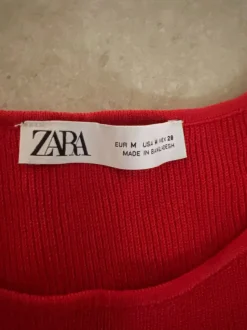 ZARA
EUR M USA M MEX 28
MADE IN BANGLADESH